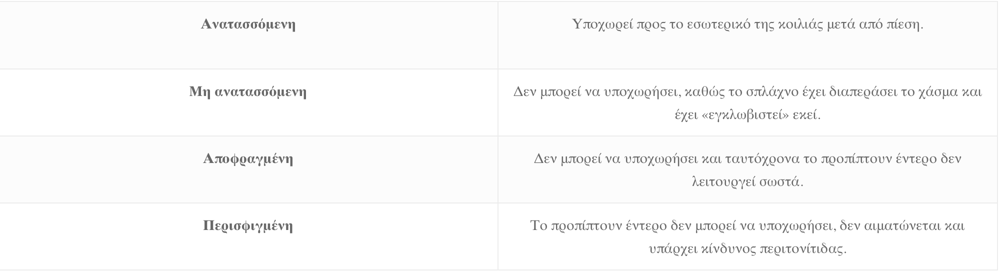 Ανατασσόμενη
Υποχωρεί προς το εσωτερικό της κοιλιάς μετά από πίεση.
Μη ανατασσόμενη
Δεν μπορεί να υποχωρήσει, καθώς το σπλάχνο έχει διαπεράσει το χάσμα και
έχει «εγκλωβιστεί» εκεί.
Αποφραγμένη
Δεν μπορεί να υποχωρήσει και ταυτόχρονα το προπίπτουν έντερο δεν
λειτουργεί σωστά.
Περισφιγμένη
Το προπίπτουν έντερο δεν μπορεί να υποχωρήσει, δεν αιματώνεται και
υπάρχει κίνδυνος περιτονίτιδας.